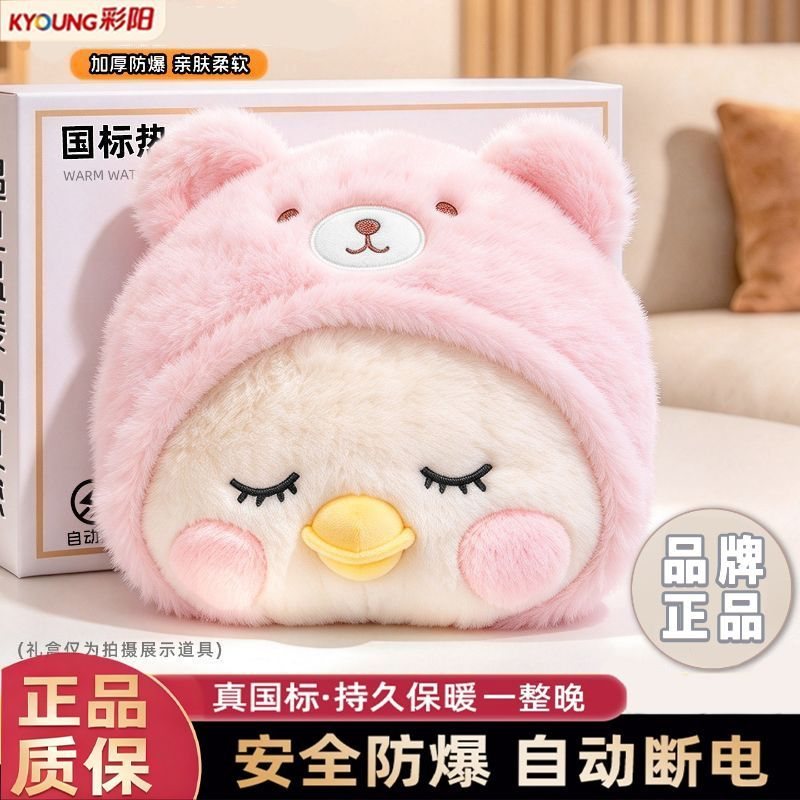 KYOUNG彩阳
加厚防爆 亲肤柔软
国标热
WARM WAT
自动
品牌
正品
(礼盒仅为拍摄展示道具)
正品
质保
真国标·持久保暖一整晚
安全防爆 自动断电